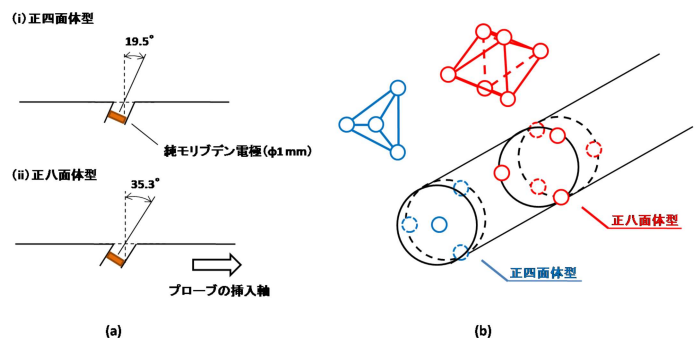 (i)正四面体型
19.5°
純モリブデン電極(φ1mm)
(ii)正八面体型
35.3°
プローブの挿入軸
(a)
正八面体型
正四面体型
(b)